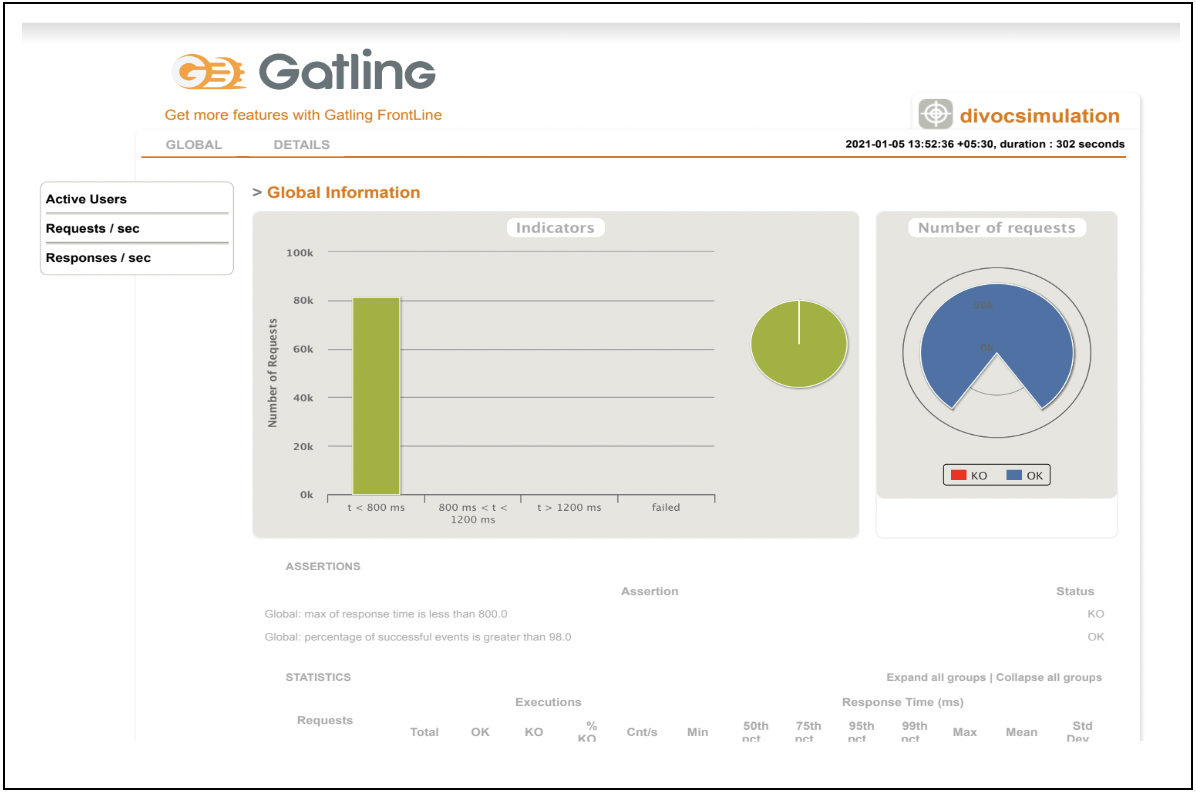 Gatling
Get more features with Gatling FrontLine
divocsimulation
GLOBAL DETAILS
2021-01-05 13:52:36 +05:30, duration : 302 seconds
Active Users
Requests / sec
Responses / sec
> Global Information
Indicators
Number of Requests
100k
80k
60k
40k
20k
0k
t < 800 ms
800 ms < t <
1200 ms
t > 1200 ms
failed
Number of requests
KO OK
ASSERTIONS
Assertion Status
Global: max of response time is less than 800.0 KO
Global: percentage of successful events is greater than 98.0 OK
STATISTICS Expand all groups | Collapse all groups
Executions Response Time (ms)
Requests
Total OK KO % KO Cnt/s Min 50th pct 75th pct 95th pct 99th pct Max Mean Std Dev